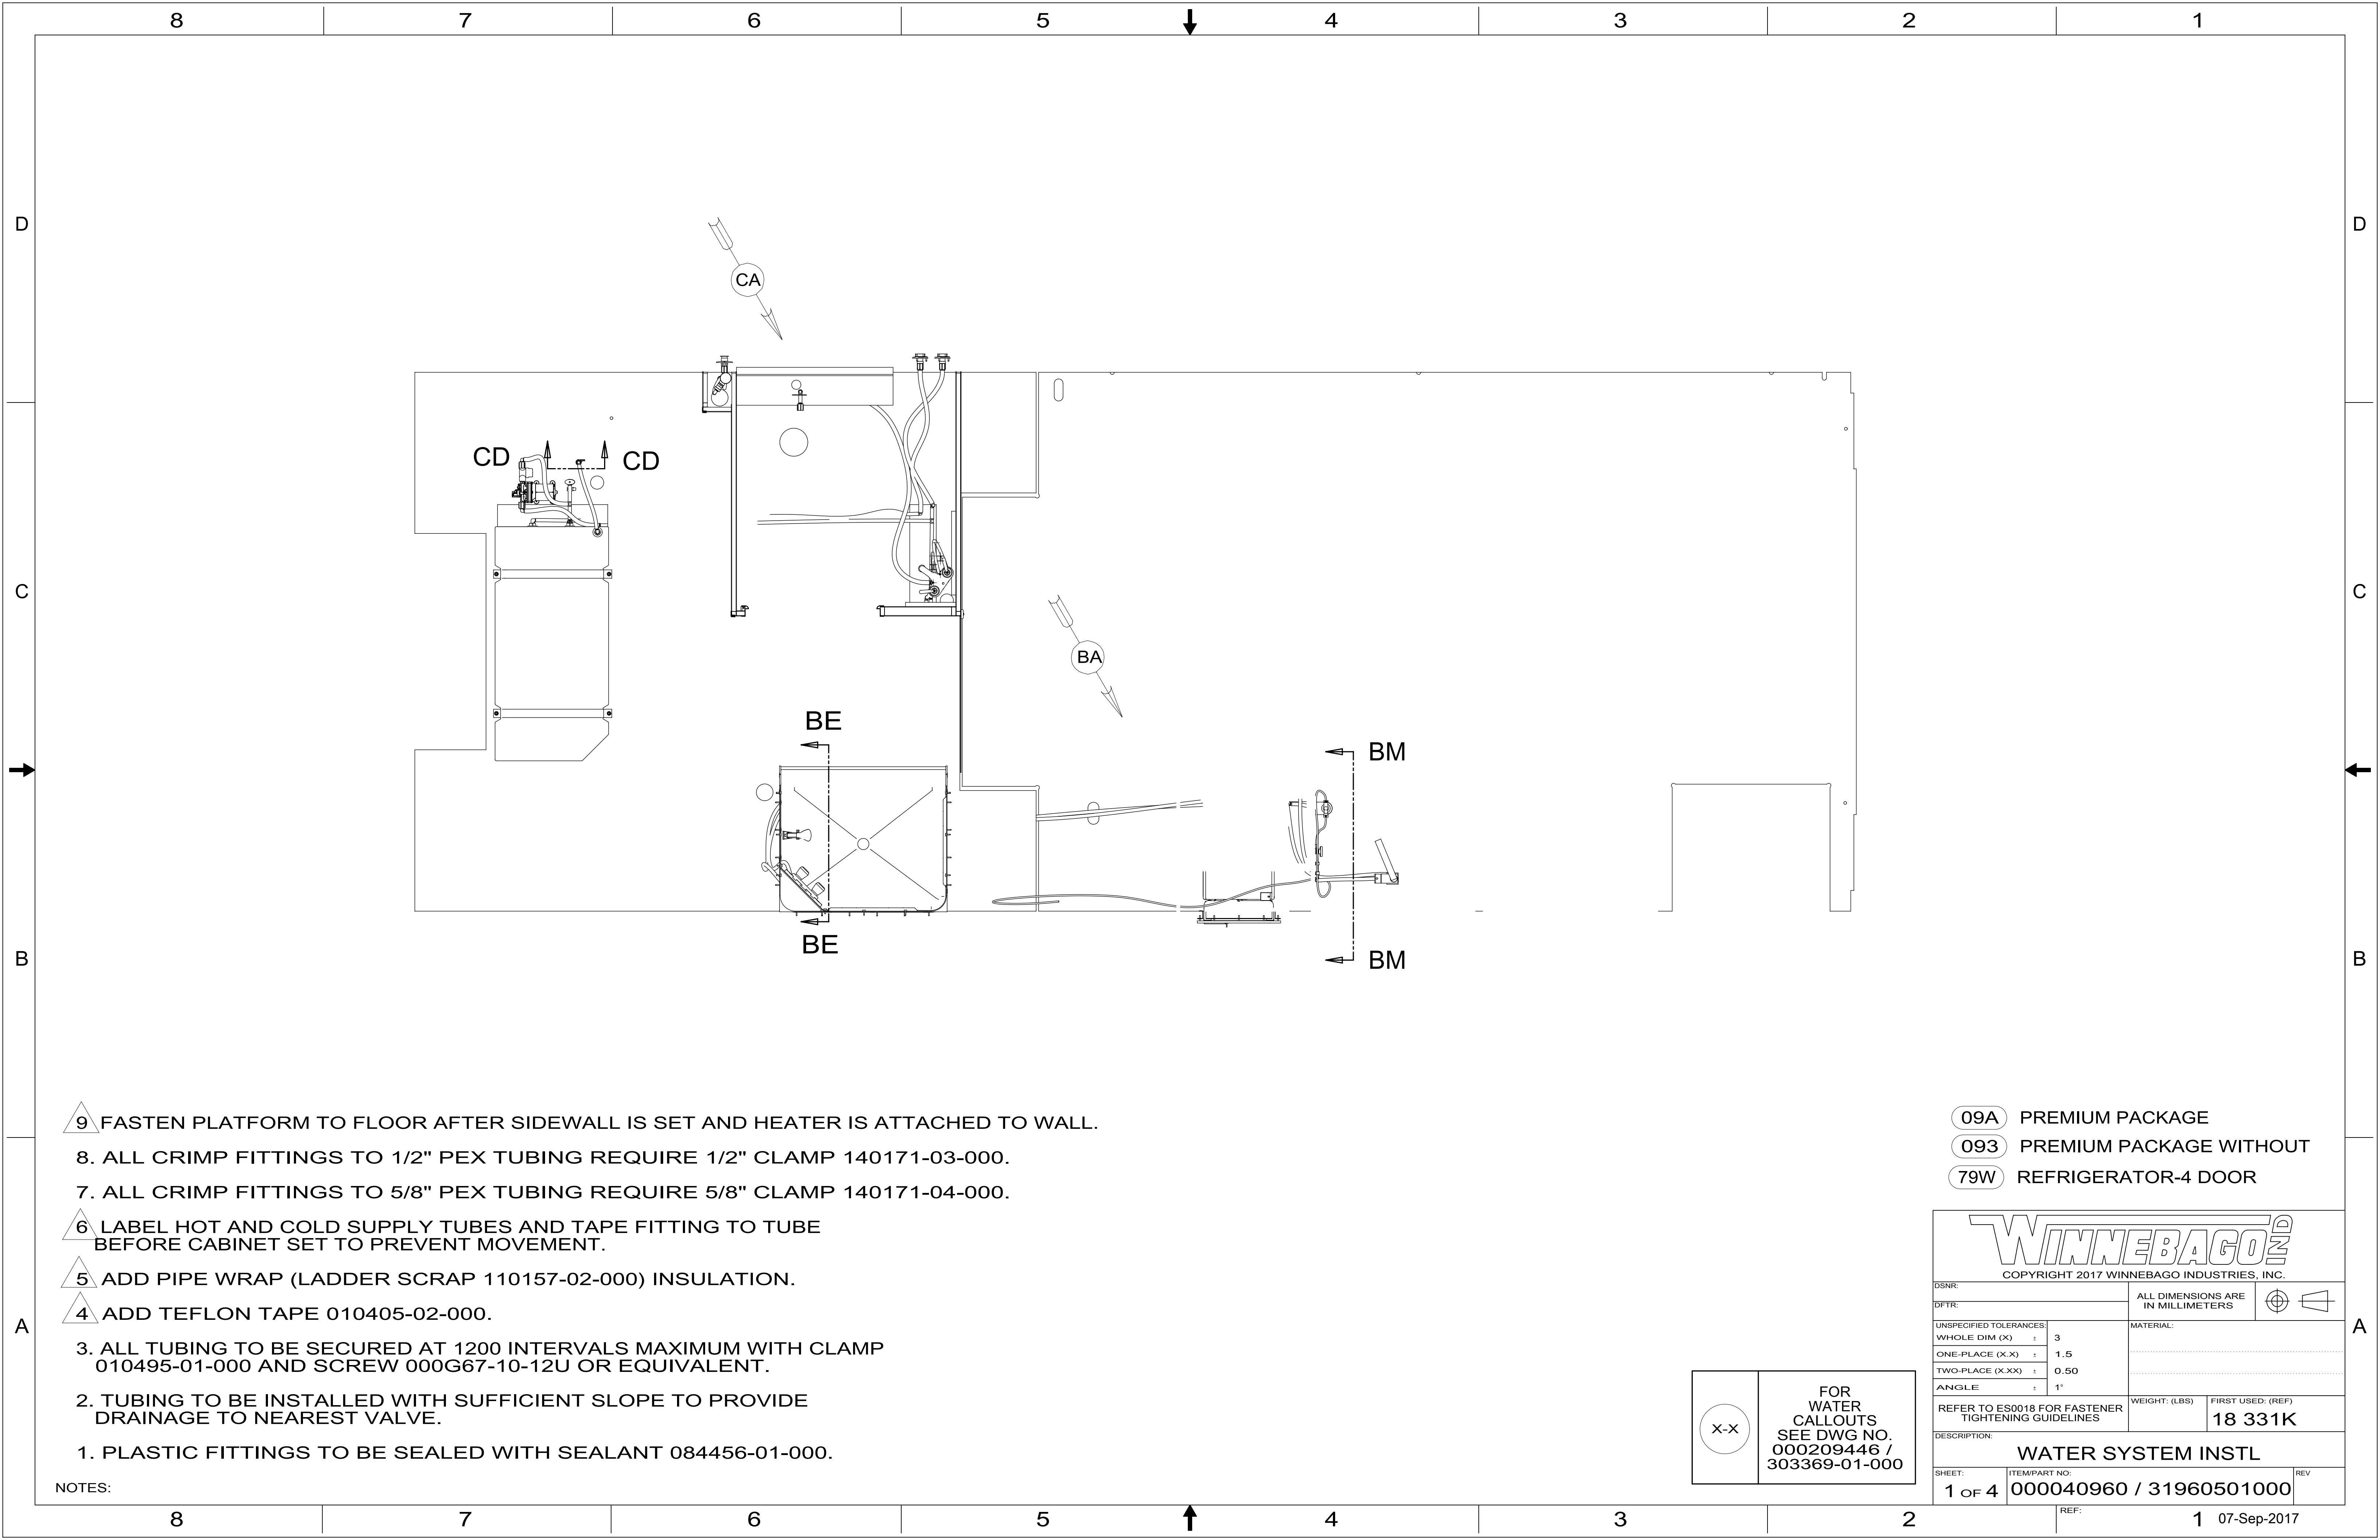 8 7 6 5 4 3 2 1
D D
CA
CD CD
C C
BA
BE
BM
BE
BM
B B
9 FASTEN PLATFORM TO FLOOR AFTER SIDEWALL IS SET AND HEATER IS ATTACHED TO WALL.
8. ALL CRIMP FITTINGS TO 1/2" PEX TUBING REQUIRE 1/2" CLAMP 140171-03-000.
7. ALL CRIMP FITTINGS TO 5/8" PEX TUBING REQUIRE 5/8" CLAMP 140171-04-000.
6 LABEL HOT AND COLD SUPPLY TUBES AND TAPE FITTING TO TUBE
BEFORE CABINET SET TO PREVENT MOVEMENT.
5 ADD PIPE WRAP (LADDER SCRAP 110157-02-000) INSULATION.
4 ADD TEFLON TAPE 010405-02-000.
3. ALL TUBING TO BE SECURED AT 1200 INTERVALS MAXIMUM WITH CLAMP
010495-01-000 AND SCREW 000G67-10-12U OR EQUIVALENT.
2. TUBING TO BE INSTALLED WITH SUFFICIENT SLOPE TO PROVIDE
DRAINAGE TO NEAREST VALVE.
1. PLASTIC FITTINGS TO BE SEALED WITH SEALANT 084456-01-000.
NOTES:
09A PREMIUM PACKAGE
093 PREMIUM PACKAGE WITHOUT
79W REFRIGERATOR-4 DOOR
A A
X-X
FOR
WATER
CALLOUTS
SEE DWG NO.
000209446 /
303369-01-000
WINNEBAGO IND
COPYRIGHT 2017 WINNEBAGO INDUSTRIES, INC.
DSNR:
DFTR:
ALL DIMENSIONS ARE
IN MILLIMETERS
UNSPECIFIED TOLERANCES:
WHOLE DIM (X) ± 3
ONE-PLACE (X.X) ± 1.5
TWO-PLACE (X.XX) ± 0.50
ANGLE ± 1°
MATERIAL:
REFER TO ES0018 FOR FASTENER
TIGHTENING GUIDELINES
WEIGHT: (LBS)
FIRST USED: (REF)
18 331K
DESCRIPTION:
WATER SYSTEM INSTL
SHEET:
1 OF 4
ITEM/PART NO:
000040960 / 31960501000
REV
8 7 6 5 4 3 2 1
REF:
07-Sep-2017